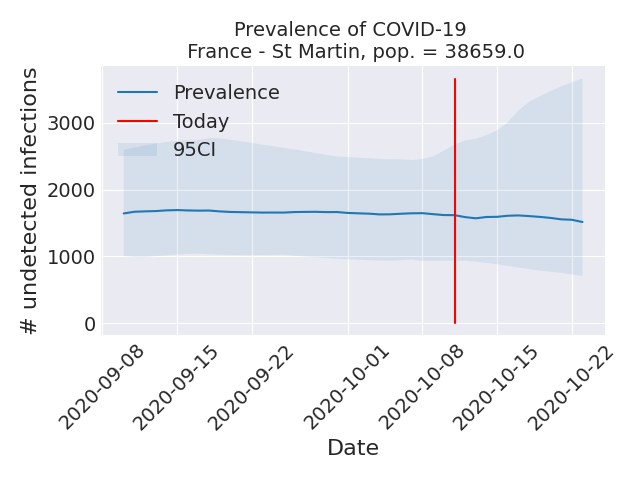 Prevalence of COVID-19
France - St Martin, pop. = 38659.0
# undetected infections
3000
2000
1000
0
Prevalence
Today
95CI
2020-09-08
2020-09-15
2020-09-22
2020-10-01
2020-10-08
2020-10-15
2020-10-22
Date